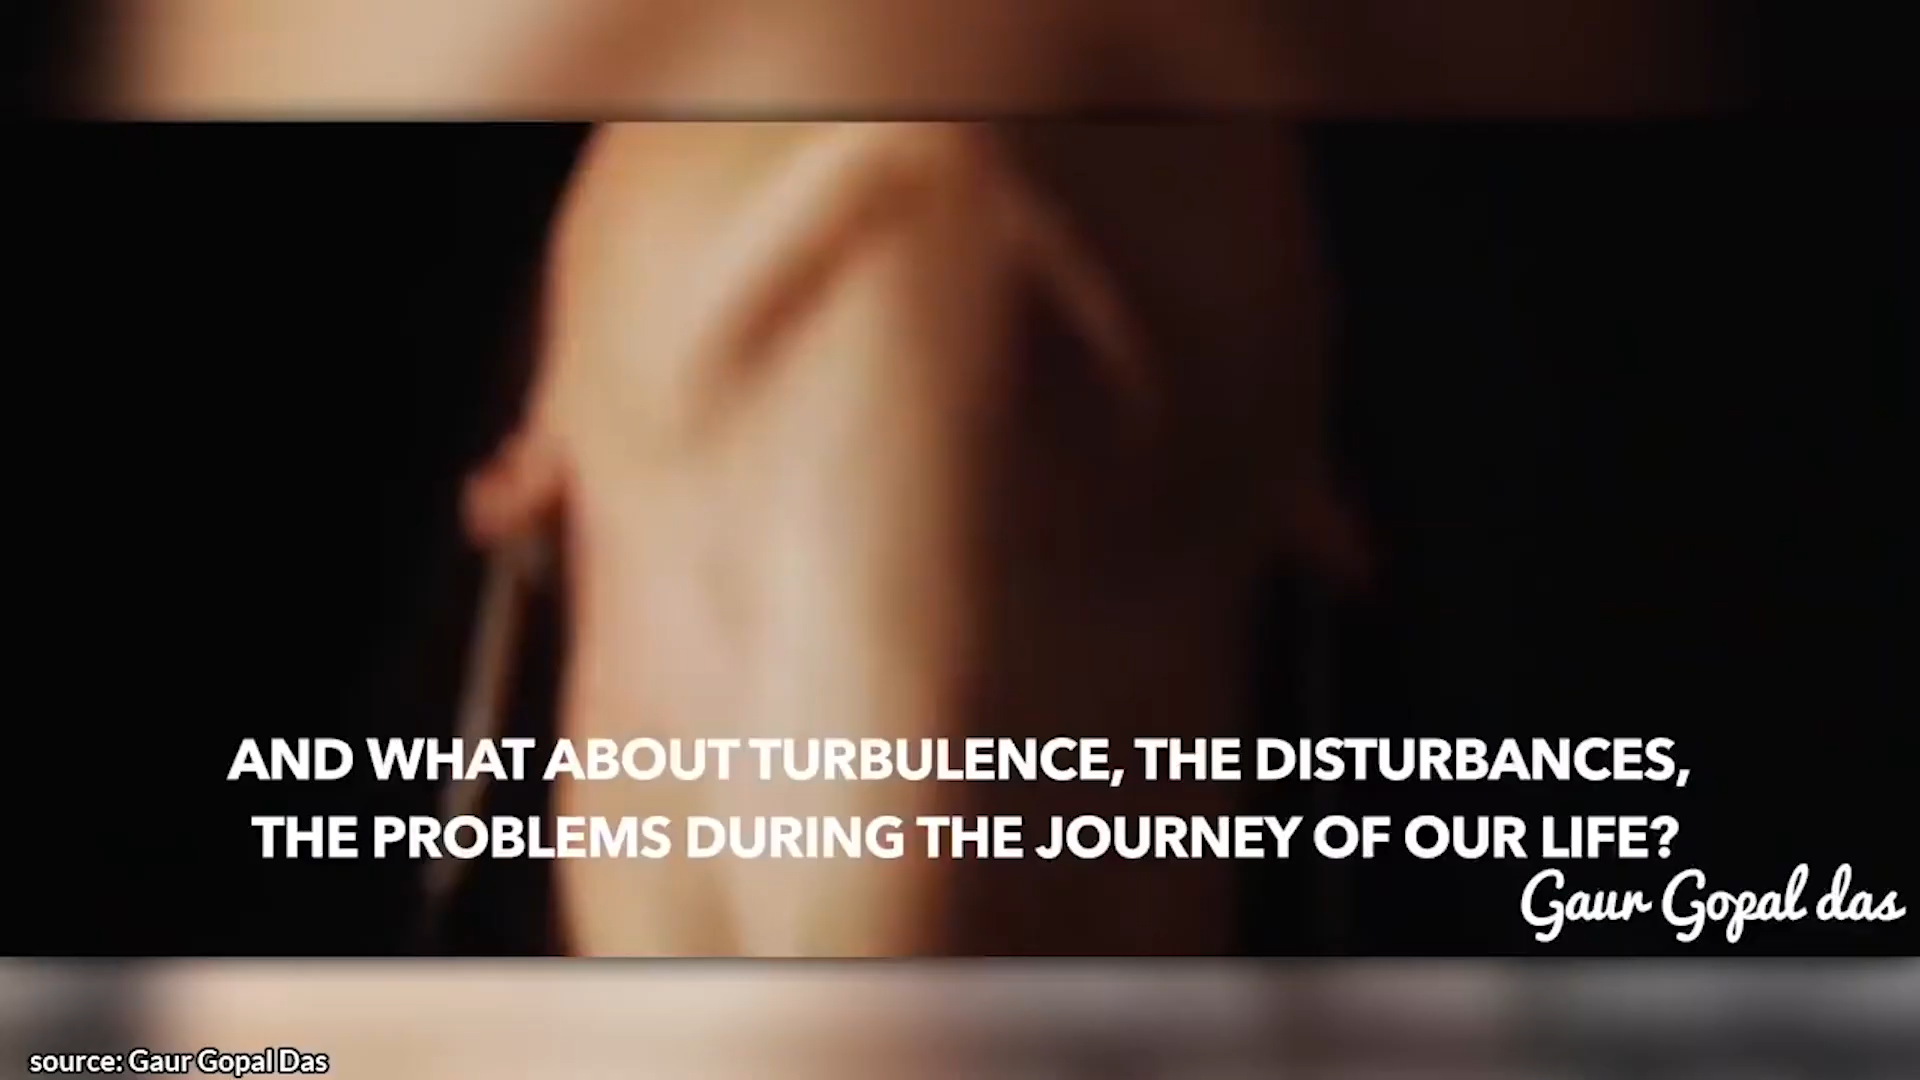 AND WHAT ABOUT TURBULENCE, THE DISTURBANCES,
THE PROBLEMS DURING THE JOURNEY OF OUR LIFE?
Gaur Gopal das
source: Gaur Gopal Das